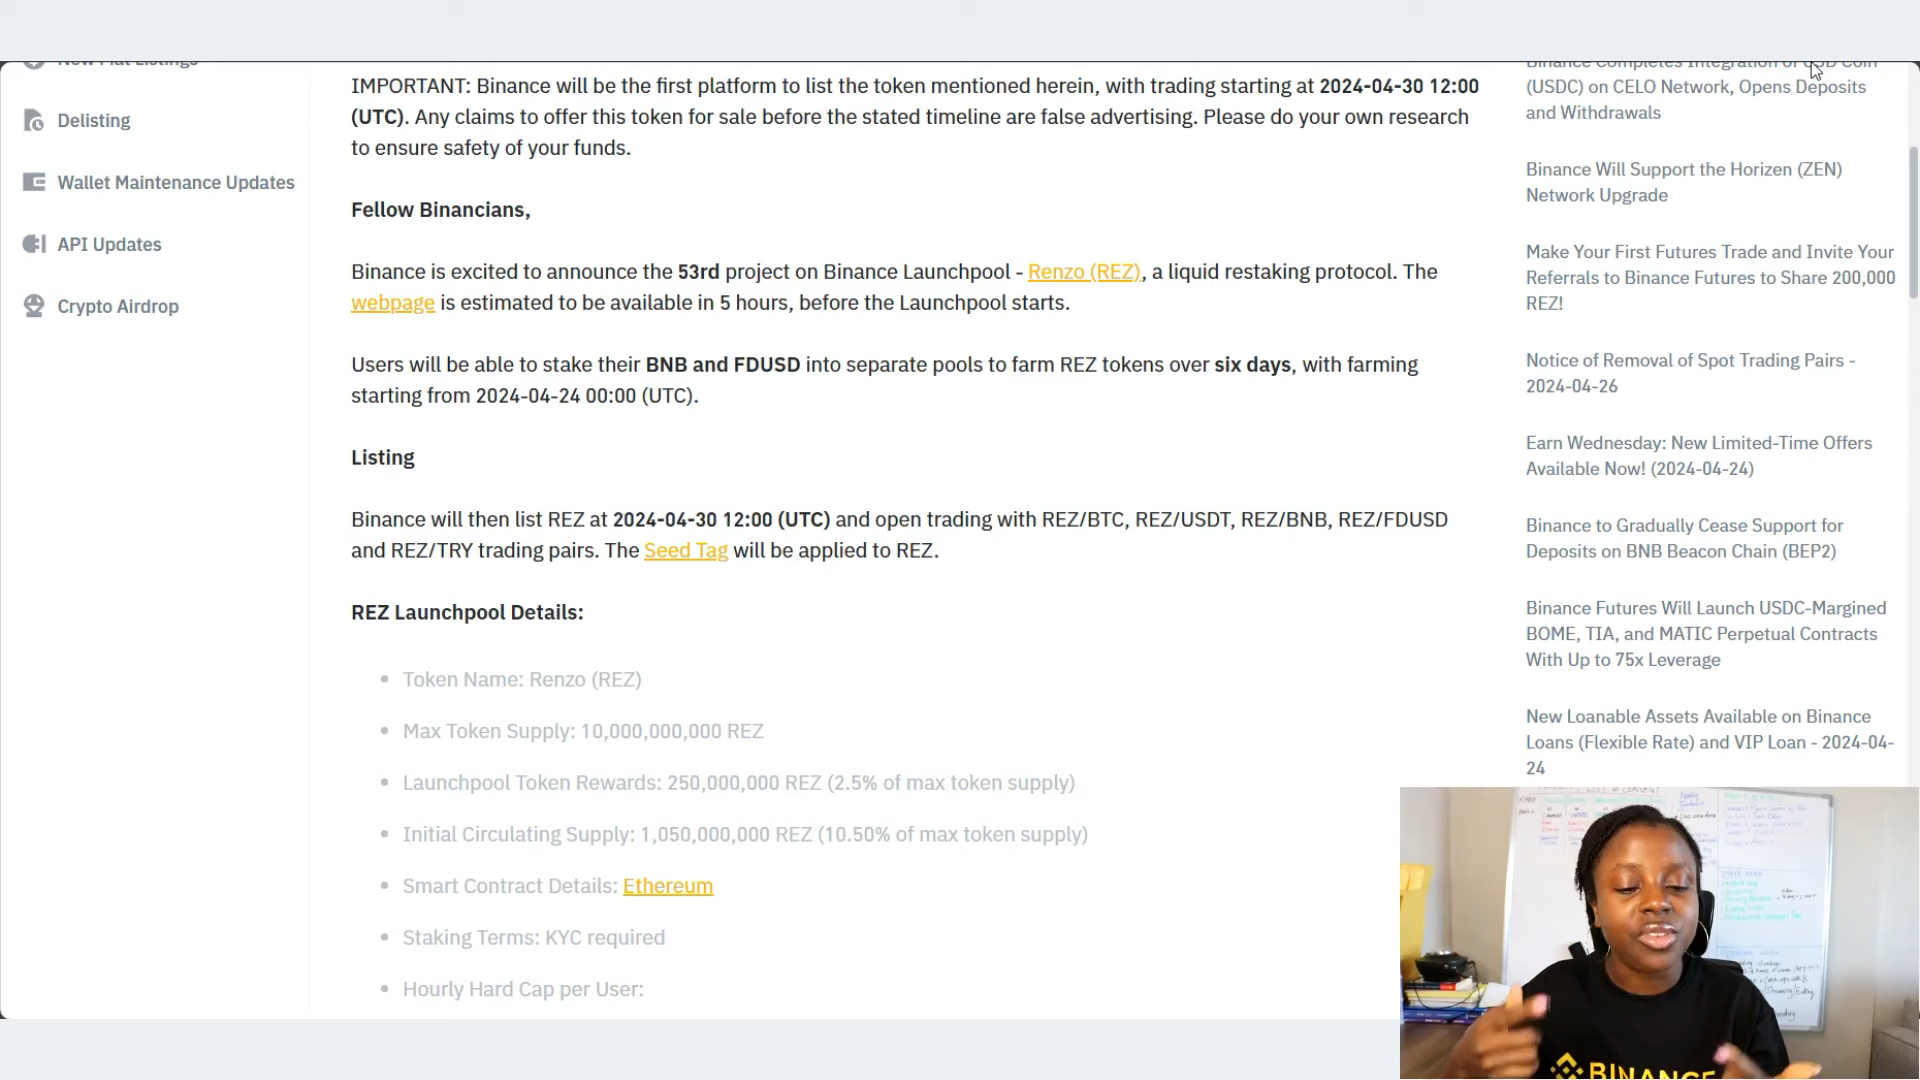 New Fiat Listings
Delisting
Wallet Maintenance Updates
API Updates
Crypto Airdrop
IMPORTANT: Binance will be the first platform to list the token mentioned herein, with trading starting at 2024-04-30 12:00
(UTC). Any claims to offer this token for sale before the stated timeline are false advertising. Please do your own research
to ensure safety of your funds.
Fellow Binancians,
Binance is excited to announce the 53rd project on Binance Launchpool - Renzo (REZ), a liquid restaking protocol. The
webpage is estimated to be available in 5 hours, before the Launchpool starts.
Users will be able to stake their BNB and FDUSD into separate pools to farm REZ tokens over six days, with farming
starting from 2024-04-24 00:00 (UTC).
Listing
Binance will then list REZ at 2024-04-30 12:00 (UTC) and open trading with REZ/BTC, REZ/USDT, REZ/BNB, REZ/FDUSD
and REZ/TRY trading pairs. The Seed Tag will be applied to REZ.
REZ Launchpool Details:
• Token Name: Renzo (REZ)
• Max Token Supply: 10,000,000,000 REZ
• Launchpool Token Rewards: 250,000,000 REZ (2.5% of max token supply)
• Initial Circulating Supply: 1,050,000,000 REZ (10.50% of max token supply)
• Smart Contract Details: Ethereum
• Staking Terms: KYC required
• Hourly Hard Cap per User:
Binance Completes Integration of USD Coin
(USDC) on CELO Network, Opens Deposits
and Withdrawals
Binance Will Support the Horizen (ZEN)
Network Upgrade
Make Your First Futures Trade and Invite Your
Referrals to Binance Futures to Share 200,000
REZ!
Notice of Removal of Spot Trading Pairs -
2024-04-26
Earn Wednesday: New Limited-Time Offers
Available Now! (2024-04-24)
Binance to Gradually Cease Support for
Deposits on BNB Beacon Chain (BEP2)
Binance Futures Will Launch USDC-Margined
BOME, TIA, and MATIC Perpetual Contracts
With Up to 75x Leverage
New Loanable Assets Available on Binance
Loans (Flexible Rate) and VIP Loan - 2024-04-
24
BINANCE